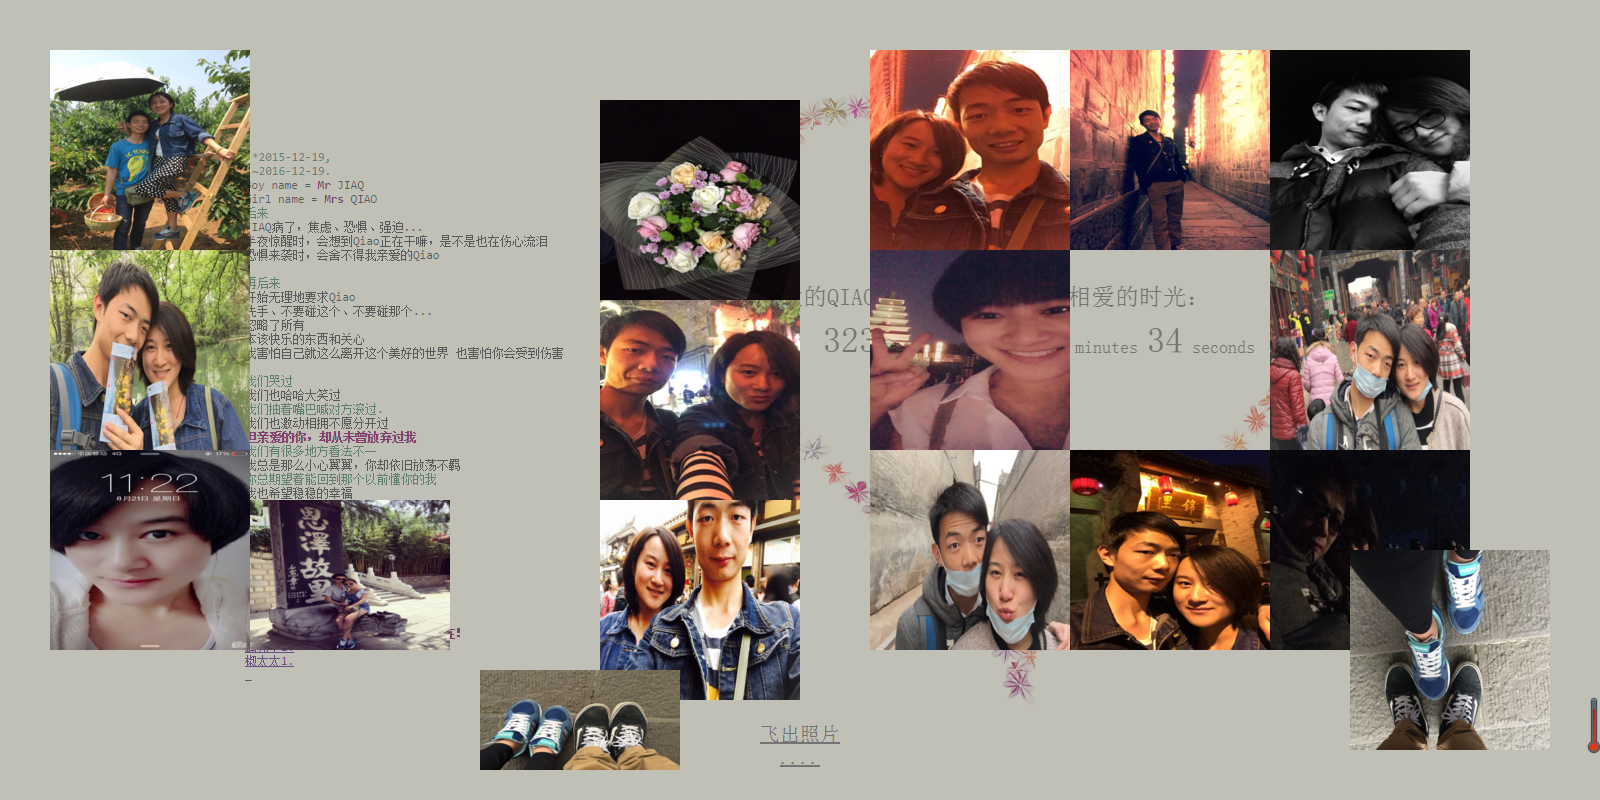 *2015-12-19,
~2016-12-19.
oy name = Mr JIAQ
irl name = Mrs QIAO
后来
IAQ病了，焦虑、恐惧、强迫...
半夜惊醒时，会想到Qiao正在干嘛，是不是也在伤心流泪
恐惧来袭时，会舍不得我亲爱的Qiao
再后来
开始无理地要求Qiao
洗手、不要碰这个、不要碰那个...
忽略了所有
本该快乐的东西和关心
我害怕自己就这么离开这个美好的世界 也害怕你会受到伤害
我们哭过
我们也哈哈大笑过
我们抽着嘴巴喊对方滚过.
我们也激动相拥不愿分开过
但亲爱的你，却从未曾放弃过我
我们有很多地方看法不一
我总是那么小心翼翼，你却依旧放荡不羁
你总期望着能回到那个以前懂你的我
我也希望稳稳的幸福
在!
椒太太1.
的QIAO
相爱的时光:
323
minutes 34 seconds
中国移动 4G
17%
11:22
8月21日 星期日
恩泽故里
里锦
飞出照片
....